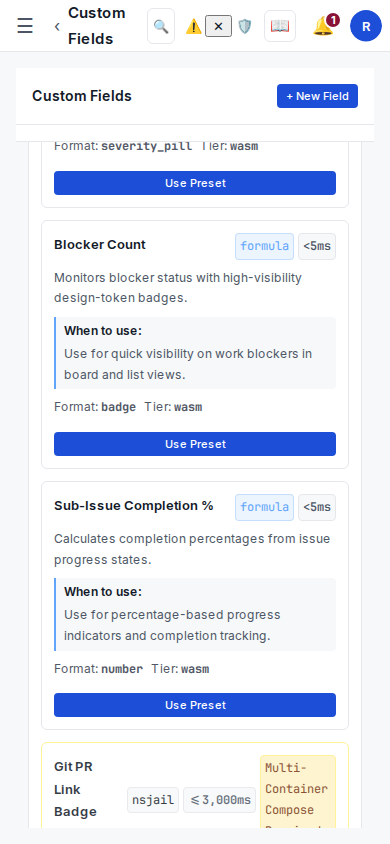 Custom
Fields
1
R
Custom Fields
+ New Field
Format: severity_pill Tier: wasm
Use Preset
Blocker Count
formula
<5ms
Monitors blocker status with high-visibility
design-token badges.
When to use:
Use for quick visibility on work blockers in
board and list views.
Format: badge Tier: wasm
Use Preset
Sub-Issue Completion %
formula
<5ms
Calculates completion percentages from issue
progress states.
When to use:
Use for percentage-based progress
indicators and completion tracking.
Format: number Tier: wasm
Use Preset
Git PR
Link
Badge
nsjail
≤3,000ms
Multi-
Container
Compose